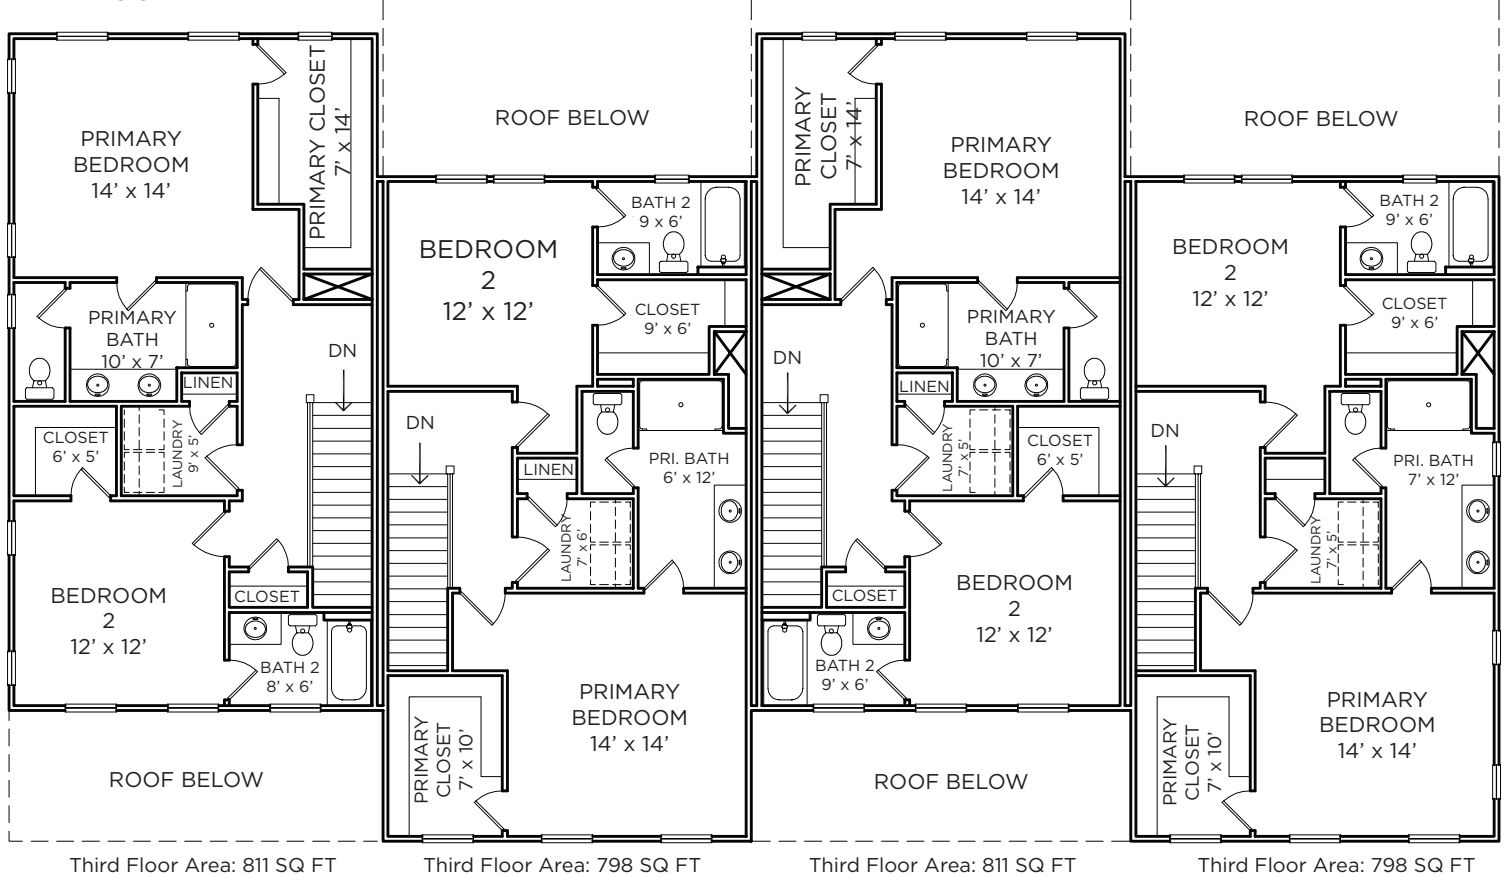 PRIMARY
BEDROOM
14’ x 14’
PRIMARY CLOSET
7’ x 14’
PRIMARY
BATH
10’ x 7’
LINEN
DN
CLOSET
6’ x 5’
LAUNDRY
9’ x 5’
BEDROOM
2
12’ x 12’
CLOSET
BATH 2
8’ x 6’
ROOF BELOW
Third Floor Area: 811 SQ FT
ROOF BELOW
BEDROOM
2
12’ x 12’
BATH 2
9 x 6’
CLOSET
9’ x 6’
DN
LINEN
PRI. BATH
6’ x 12’
LAUNDRY
7’ x 6’
PRIMARY
BEDROOM
14’ x 14’
PRIMARY
CLOSET
7’ x 10’
Third Floor Area: 798 SQ FT
PRIMARY
CLOSET
7’ x 14’
PRIMARY
BEDROOM
14’ x 14’
DN
PRIMARY
BATH
10’ x 7’
LINEN
LAUNDRY
7’ x 5’
CLOSET
6’ x 5’
BEDROOM
2
12’ x 12’
CLOSET
BATH 2
9’ x 6’
ROOF BELOW
Third Floor Area: 811 SQ FT
ROOF BELOW
BEDROOM
2
12’ x 12’
BATH 2
9’ x 6’
CLOSET
9’ x 6’
DN
PRI. BATH
7’ x 12’
LAUNDRY
7’ x 5’
PRIMARY
BEDROOM
14’ x 14’
PRIMARY
CLOSET
7’ x 10’
Third Floor Area: 798 SQ FT